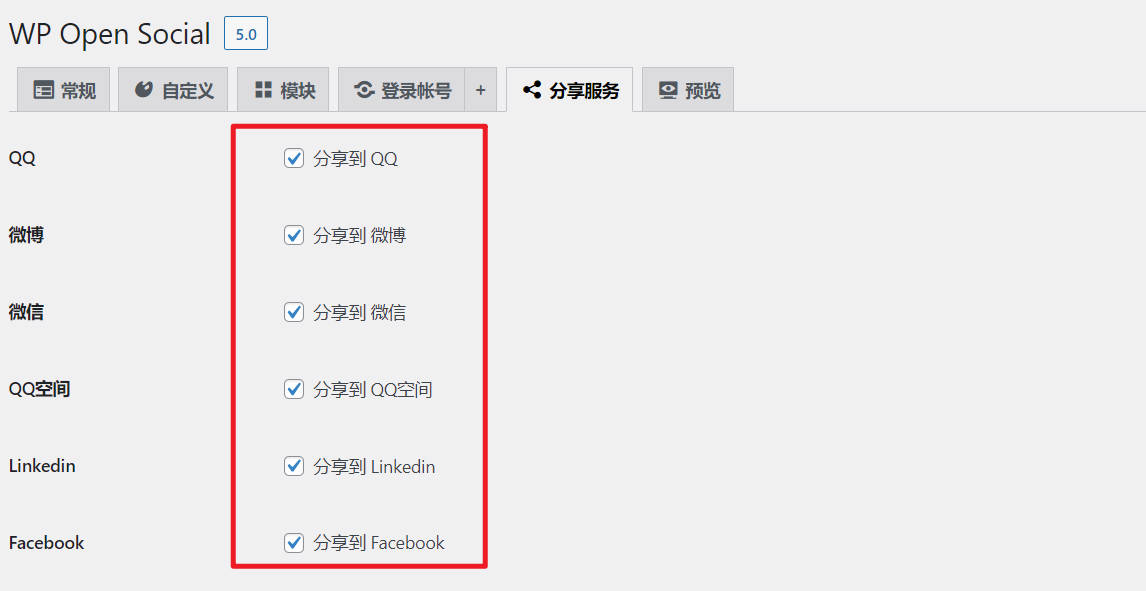 WP Open Social 5.0
常规 自定义 模块 登录帐号 + 分享服务 预览
QQ 分享到 QQ
微博 分享到 微博
微信 分享到 微信
QQ空间 分享到 QQ空间
Linkedin 分享到 Linkedin
Facebook 分享到 Facebook